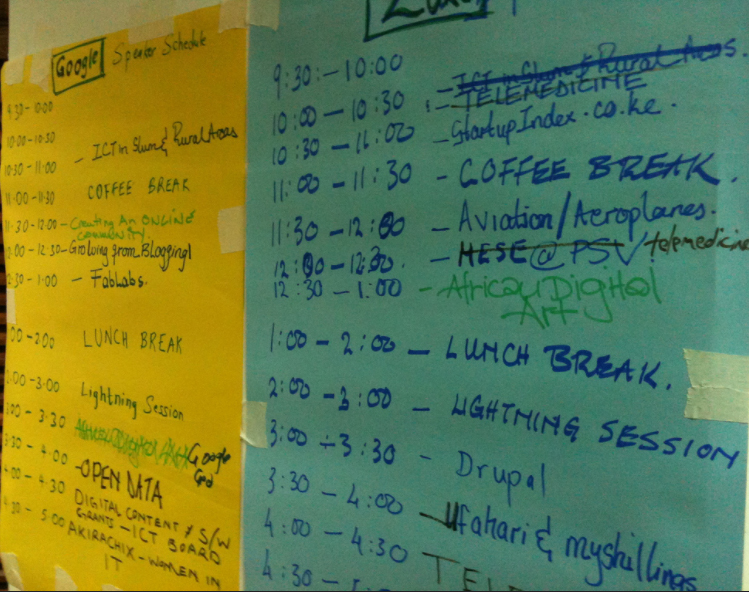 Google Speaker Schedule
9:30-10:00
10:00-10:30
- ICT in Slum & Rural Areas
10:30-11:00
11:00-11:30 COFFEE BREAK
11:30-12:00 - Creating An ONLINE
COMMUNITY.
12:00-12:30 - Growing from Blogging!
12:30-1:00 - FabLabs.
1:00-2:00 LUNCH BREAK
2:00-3:00 Lightning Session
3:00-3:30 African Digital Art Google
God
3:30-4:00 - OPEN DATA
4:00-4:30 DIGITAL CONTENT & S/W
GRANTS - ICT BOARD
4:30-5:00 AKIRACHIX - WOMEN IN
IT
9:30:-10:00 - ICT in Slum & Rural Areas.
10:00-10:30 : - TELEMEDICINE
10:30-11:00 - StartupIndex.co.ke.
11:00-11:30 - COFFEE BREAK.
11:30-12:00 - Aviation/Aeroplanes.
12:00-12:30. - MESE@PSV/telemedicine
12:30-1:00 - African Digital
Art
1:00-2:00 - LUNCH BREAK.
2:00-3:00 - LIGHTNING SESSION
3:00-3:30 - Drupal
3:30-4:00 - Ufahari & myshillings
4:00-4:30
4:30-